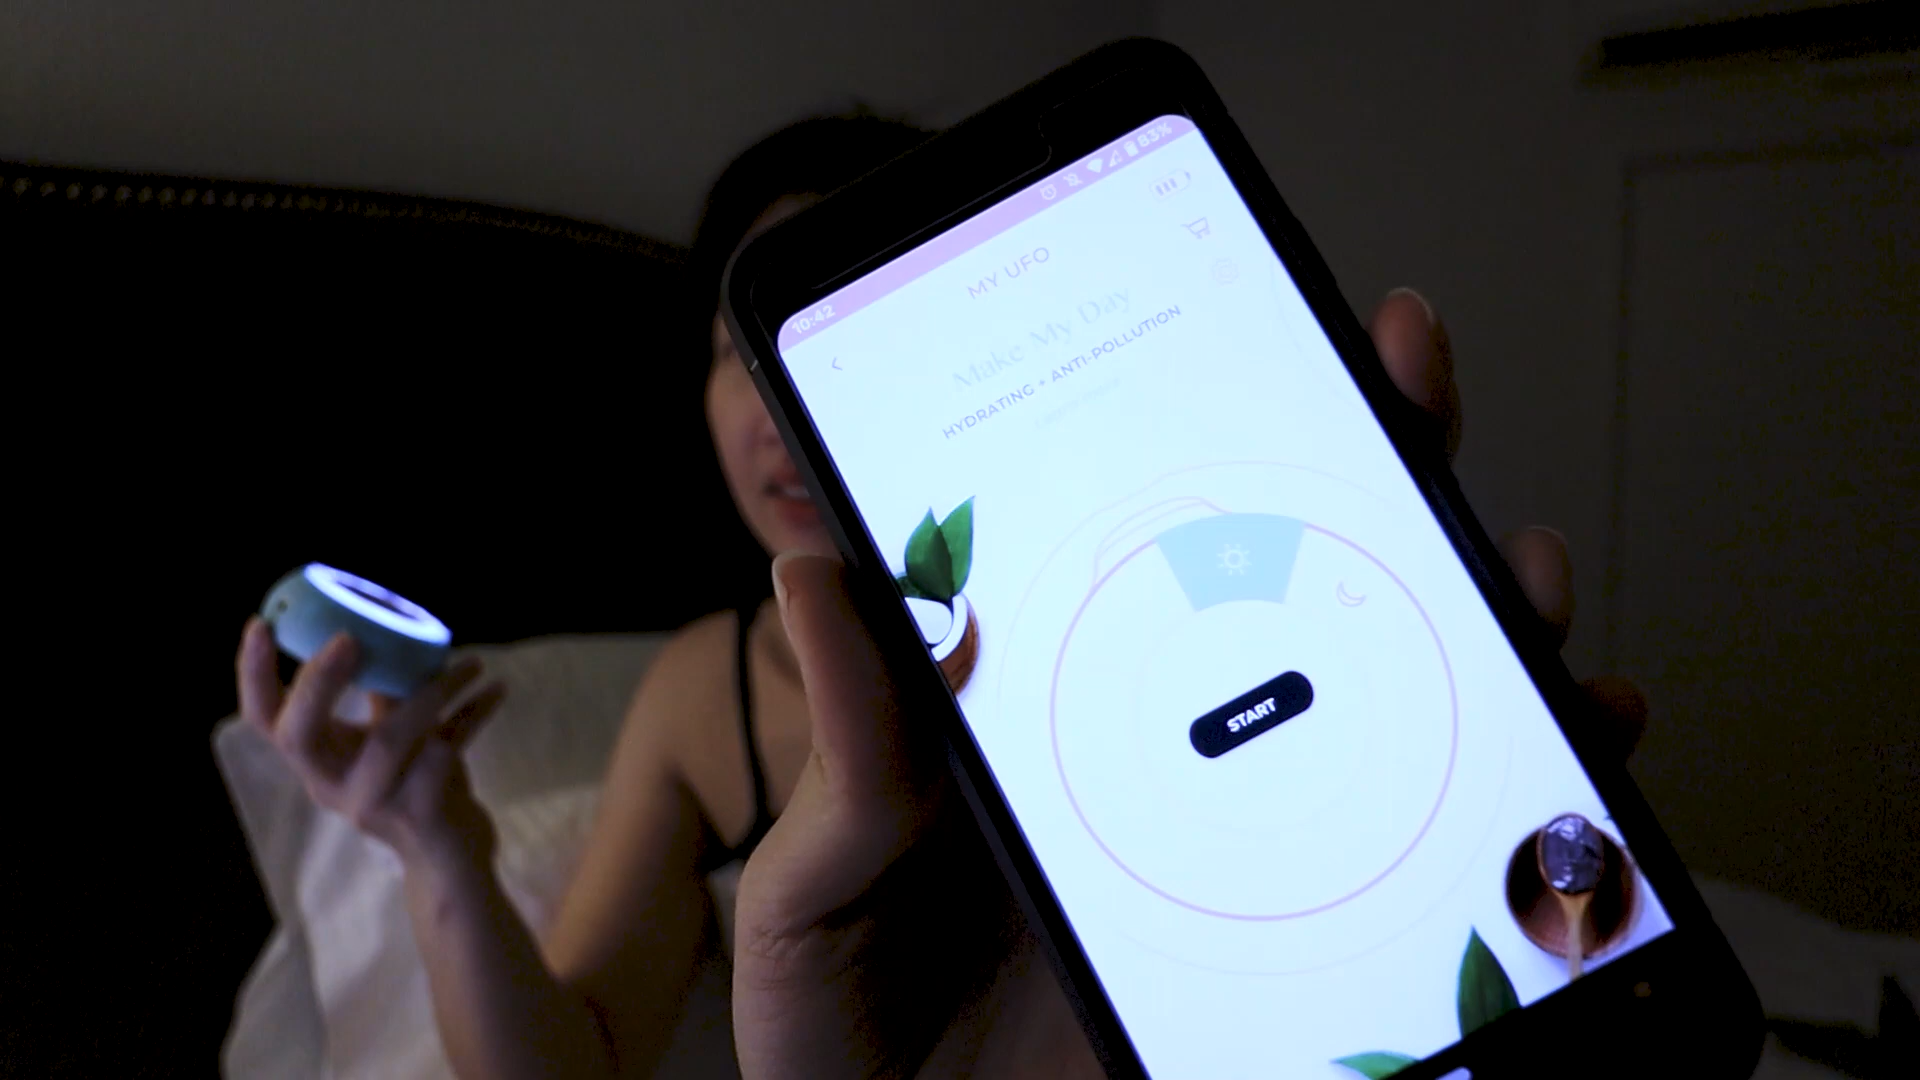 10:42
83%
MY UFO
Make My Day
HYDRATING + ANTI-POLLUTION
START